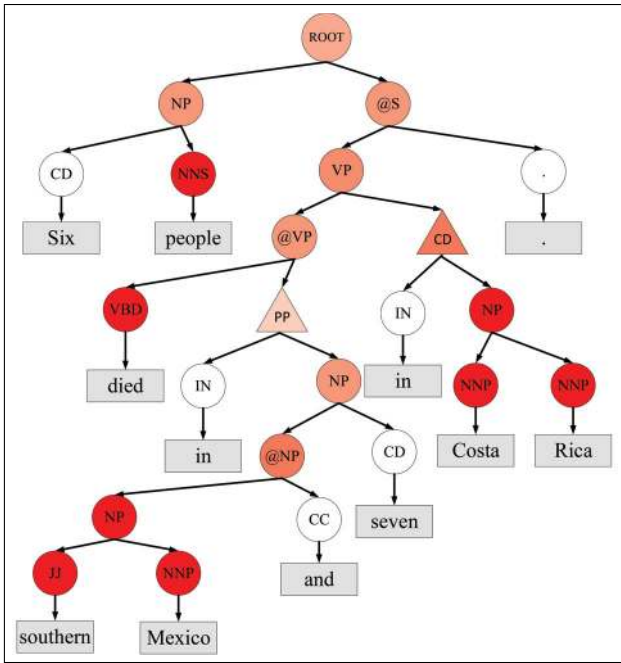 ROOT
NP @S
CD NNS VP .
Six people @VP CD .
VBD PP IN NP
died IN NP in NNP NNP
in @NP CD Costa Rica
NP CC seven
JJ NNP and
southern Mexico